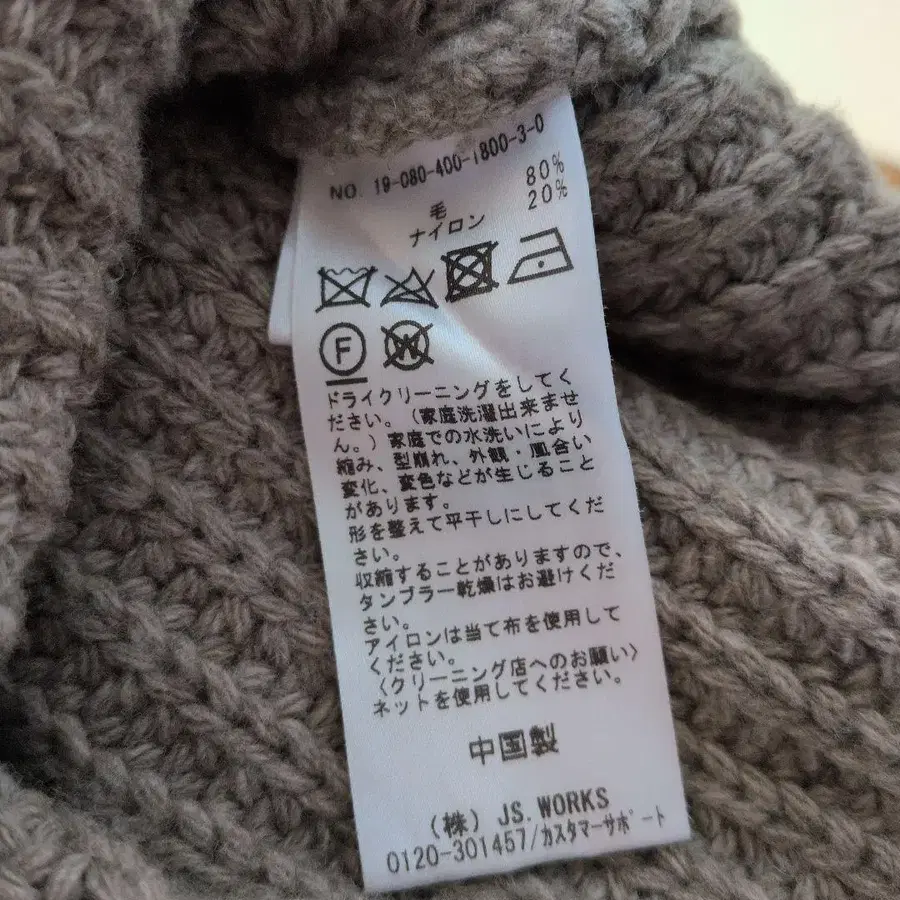 NO. 19-080-400-1800-3-0
毛 80%
ナイロン 20%
F W
ドライクリーニングをしてく
ださい。(家庭洗濯出来ませ
ん。)家庭での水洗いにより
縮み、型崩れ、外観・風合い
変化、変色などが生じること
があります。
形を整えて平干しにしてくだ
さい。
収縮することがありますので、
タンブラー乾燥はお避けくだ
さい。
アイロンは当て布を使用して
ください。
〈クリーニング店へのお願い〉
ネットを使用してください。
中国製
(株) JS.WORKS
0120-301457/カスタマーサポート